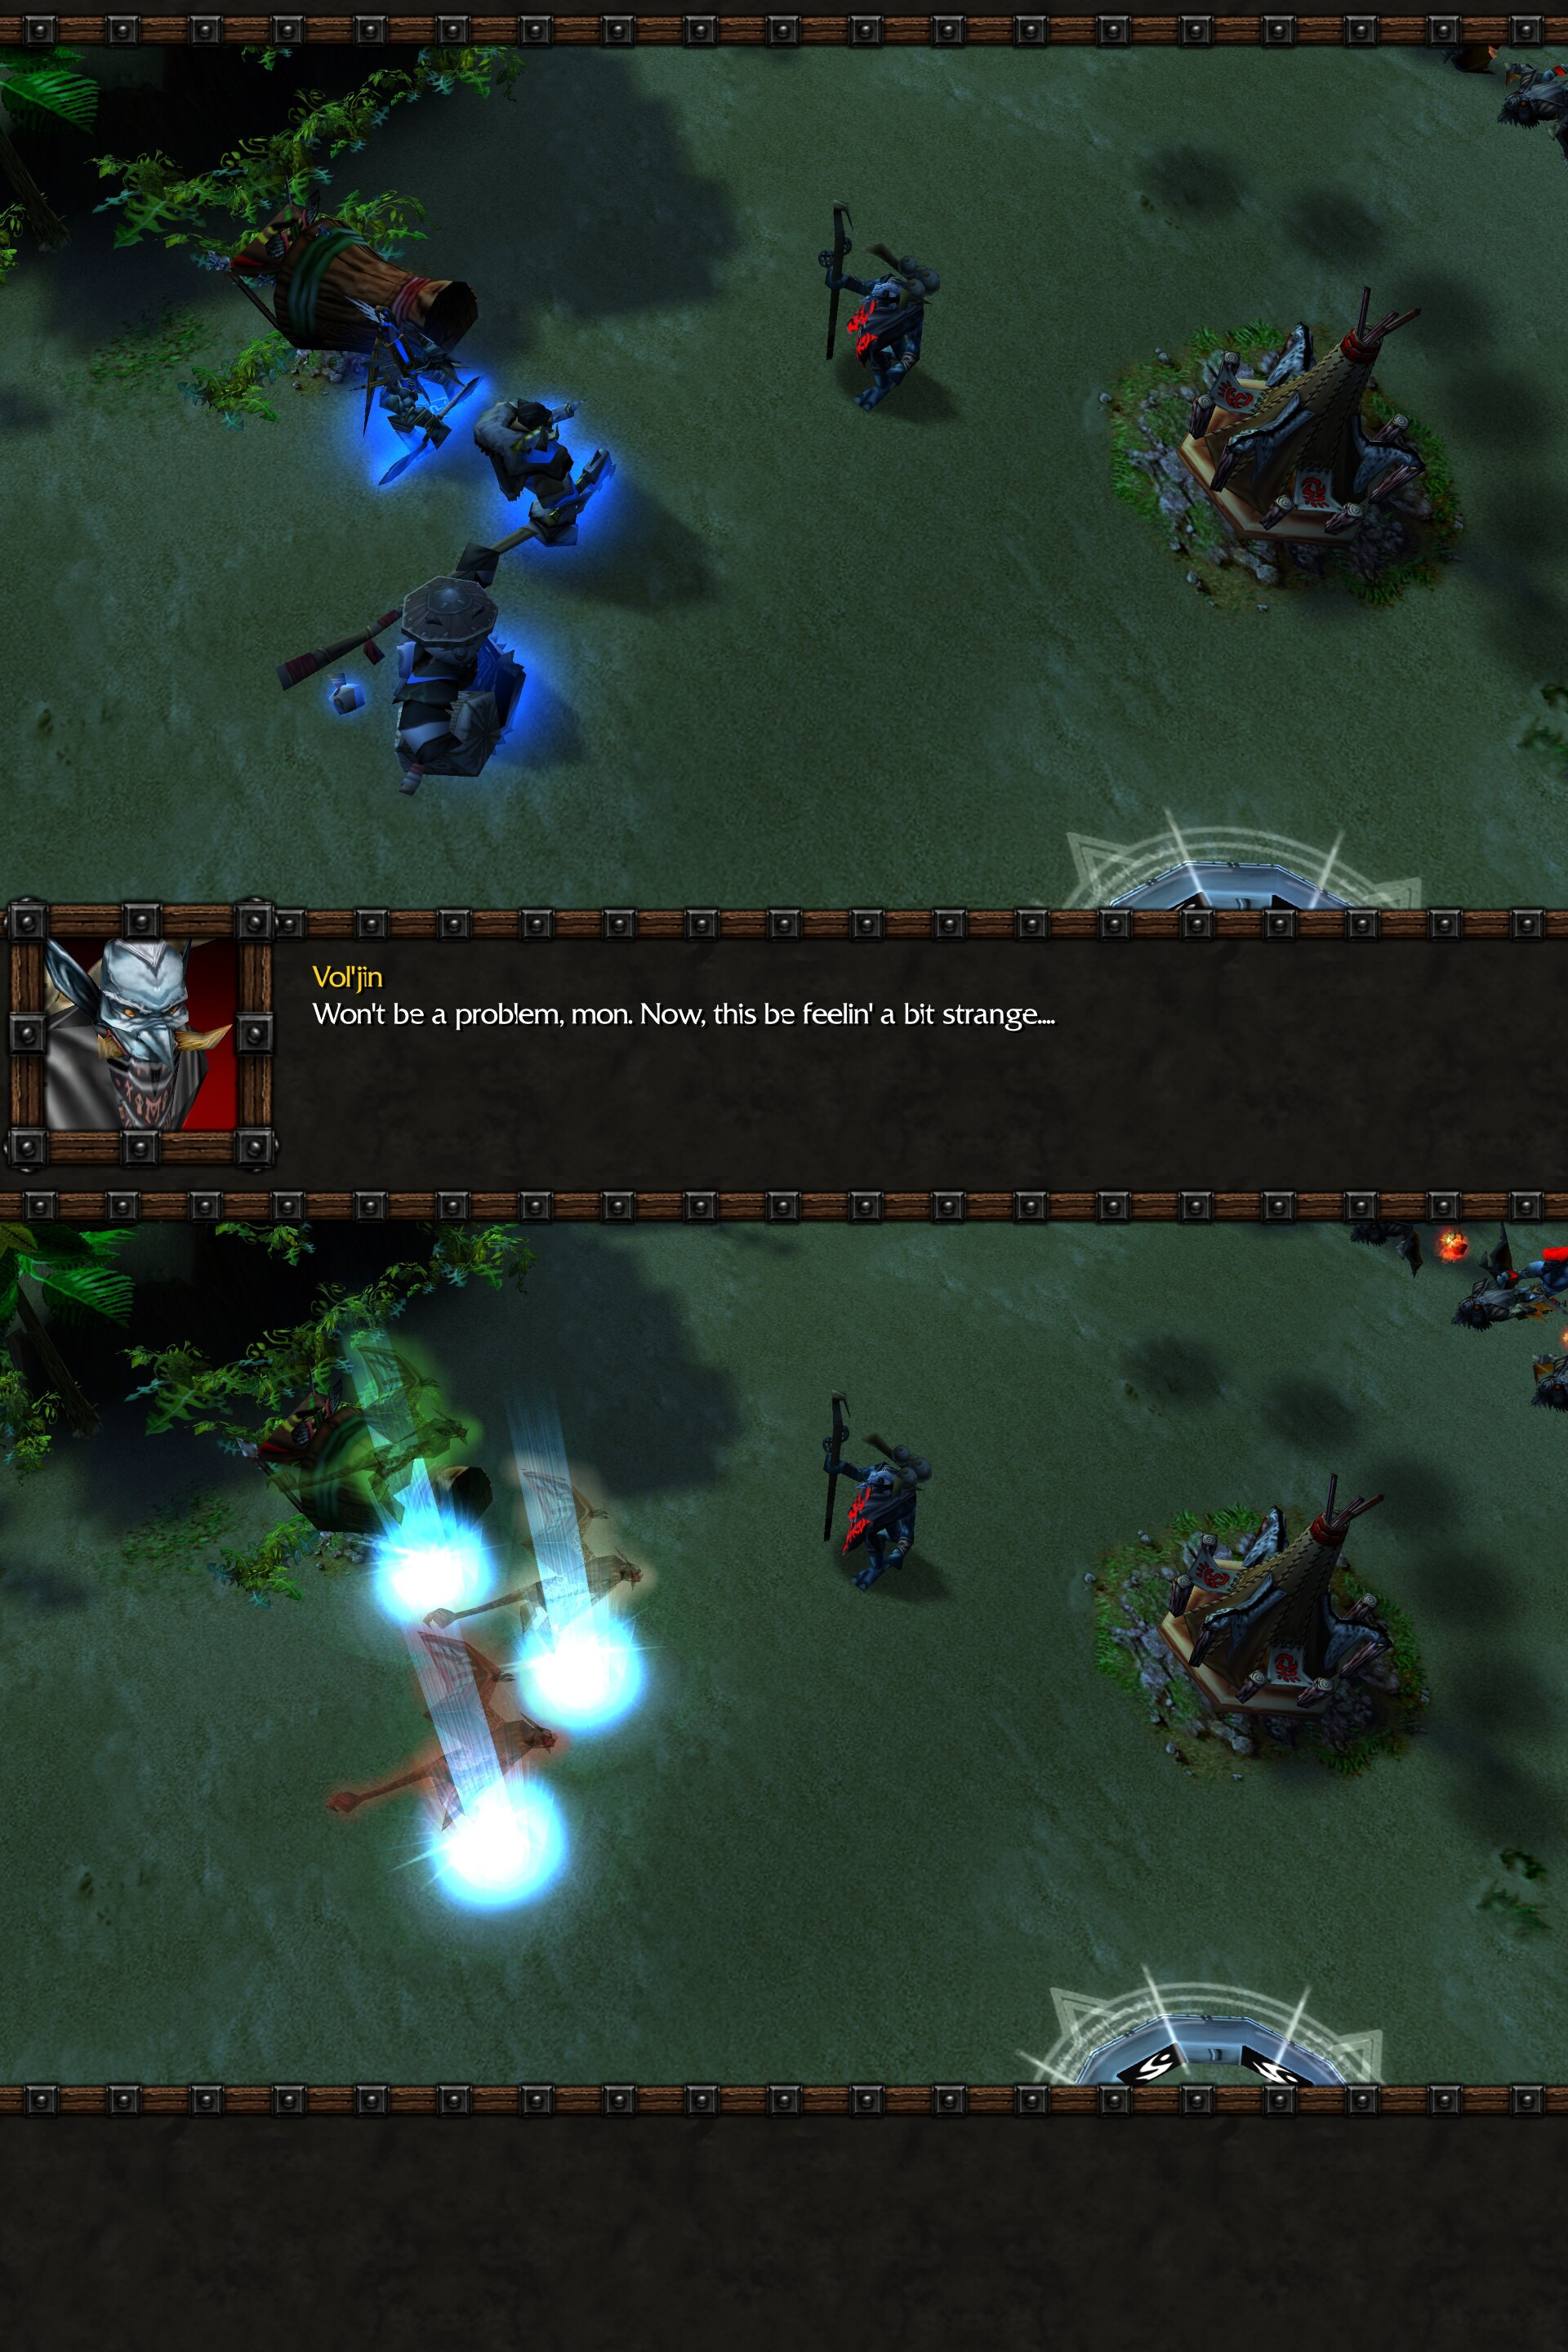 Vol'jin
Won't be a problem, mon. Now, this be feelin' a bit strange....